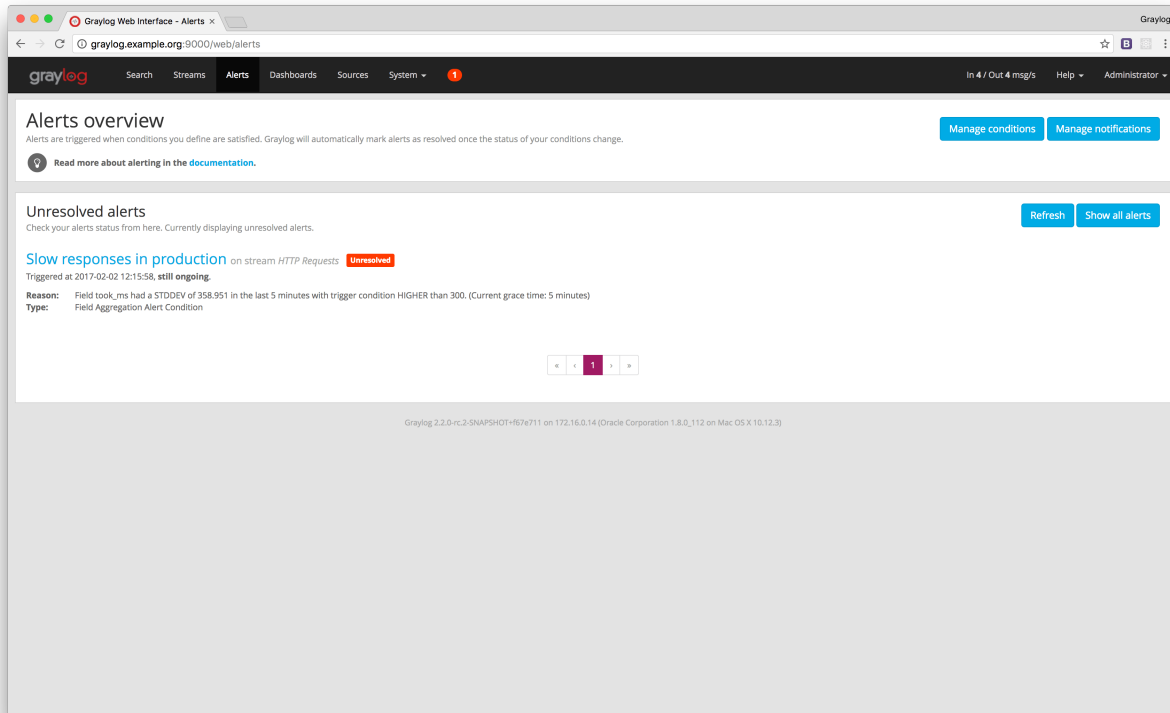 Graylog Web Interface - Alerts ×
Graylog
graylog.example.org:9000/web/alerts
B
graylog Search Streams Alerts Dashboards Sources System 1 In 4 / Out 4 msg/s Help Administrator
Alerts overview
Manage conditions Manage notifications
Alerts are triggered when conditions you define are satisfied. Graylog will automatically mark alerts as resolved once the status of your conditions change.
Read more about alerting in the documentation.
Unresolved alerts
Refresh Show all alerts
Check your alerts status from here. Currently displaying unresolved alerts.
Slow responses in production on stream HTTP Requests Unresolved
Triggered at 2017-02-02 12:15:58, still ongoing.
Reason: Field took_ms had a STDDEV of 358.951 in the last 5 minutes with trigger condition HIGHER than 300. (Current grace time: 5 minutes)
Type: Field Aggregation Alert Condition
« ‹ 1 › »
Graylog 2.2.0-rc.2-SNAPSHOT+f67e711 on 172.16.0.14 (Oracle Corporation 1.8.0_112 on Mac OS X 10.12.3)